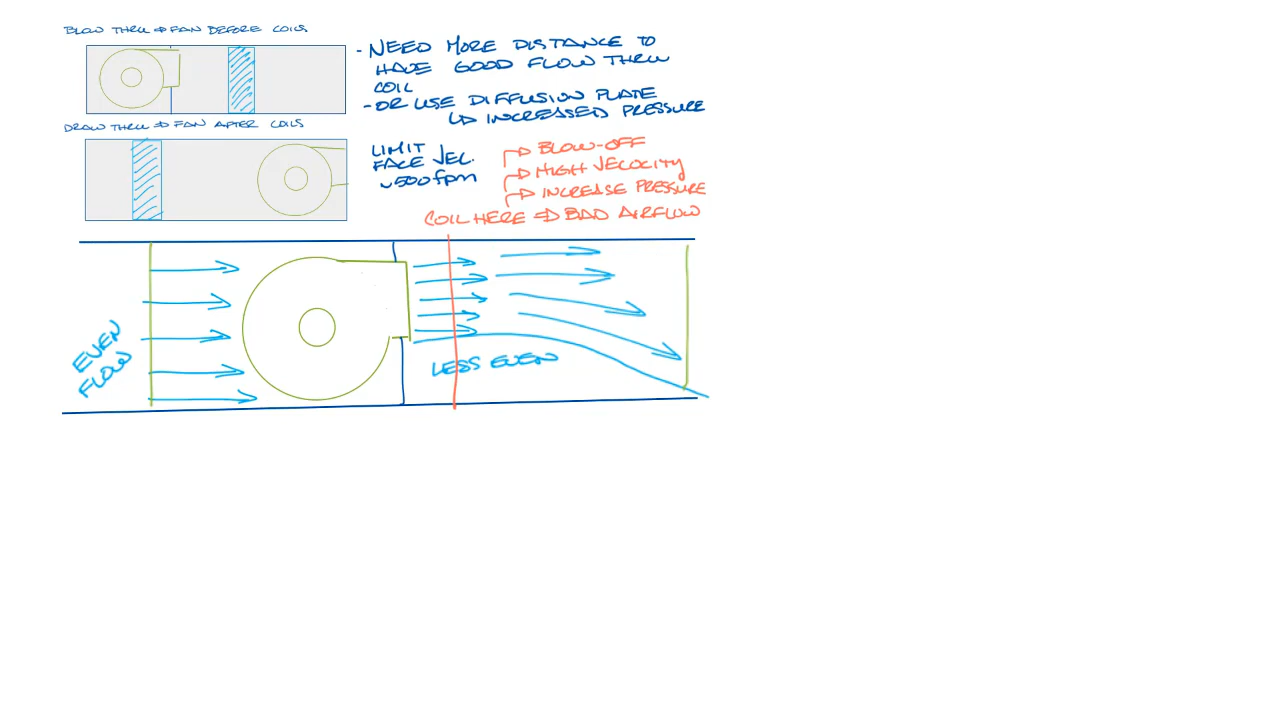 BLOW THRU ⇒ FAN BEFORE COILS
- NEED MORE DISTANCE TO
HAVE GOOD FLOW THRU
COIL
- OR USE DIFFUSION PLATE
↳ INCREASED PRESSURE
DRAW THRU ⇒ FAN AFTER COILS
LIMIT
FACE VEL.
~500 fpm
→ BLOW-OFF
→ HIGH VELOCITY
→ INCREASE PRESSURE
COIL HERE ⇒ BAD AIRFLOW
EVEN
FLOW
LESS EVEN